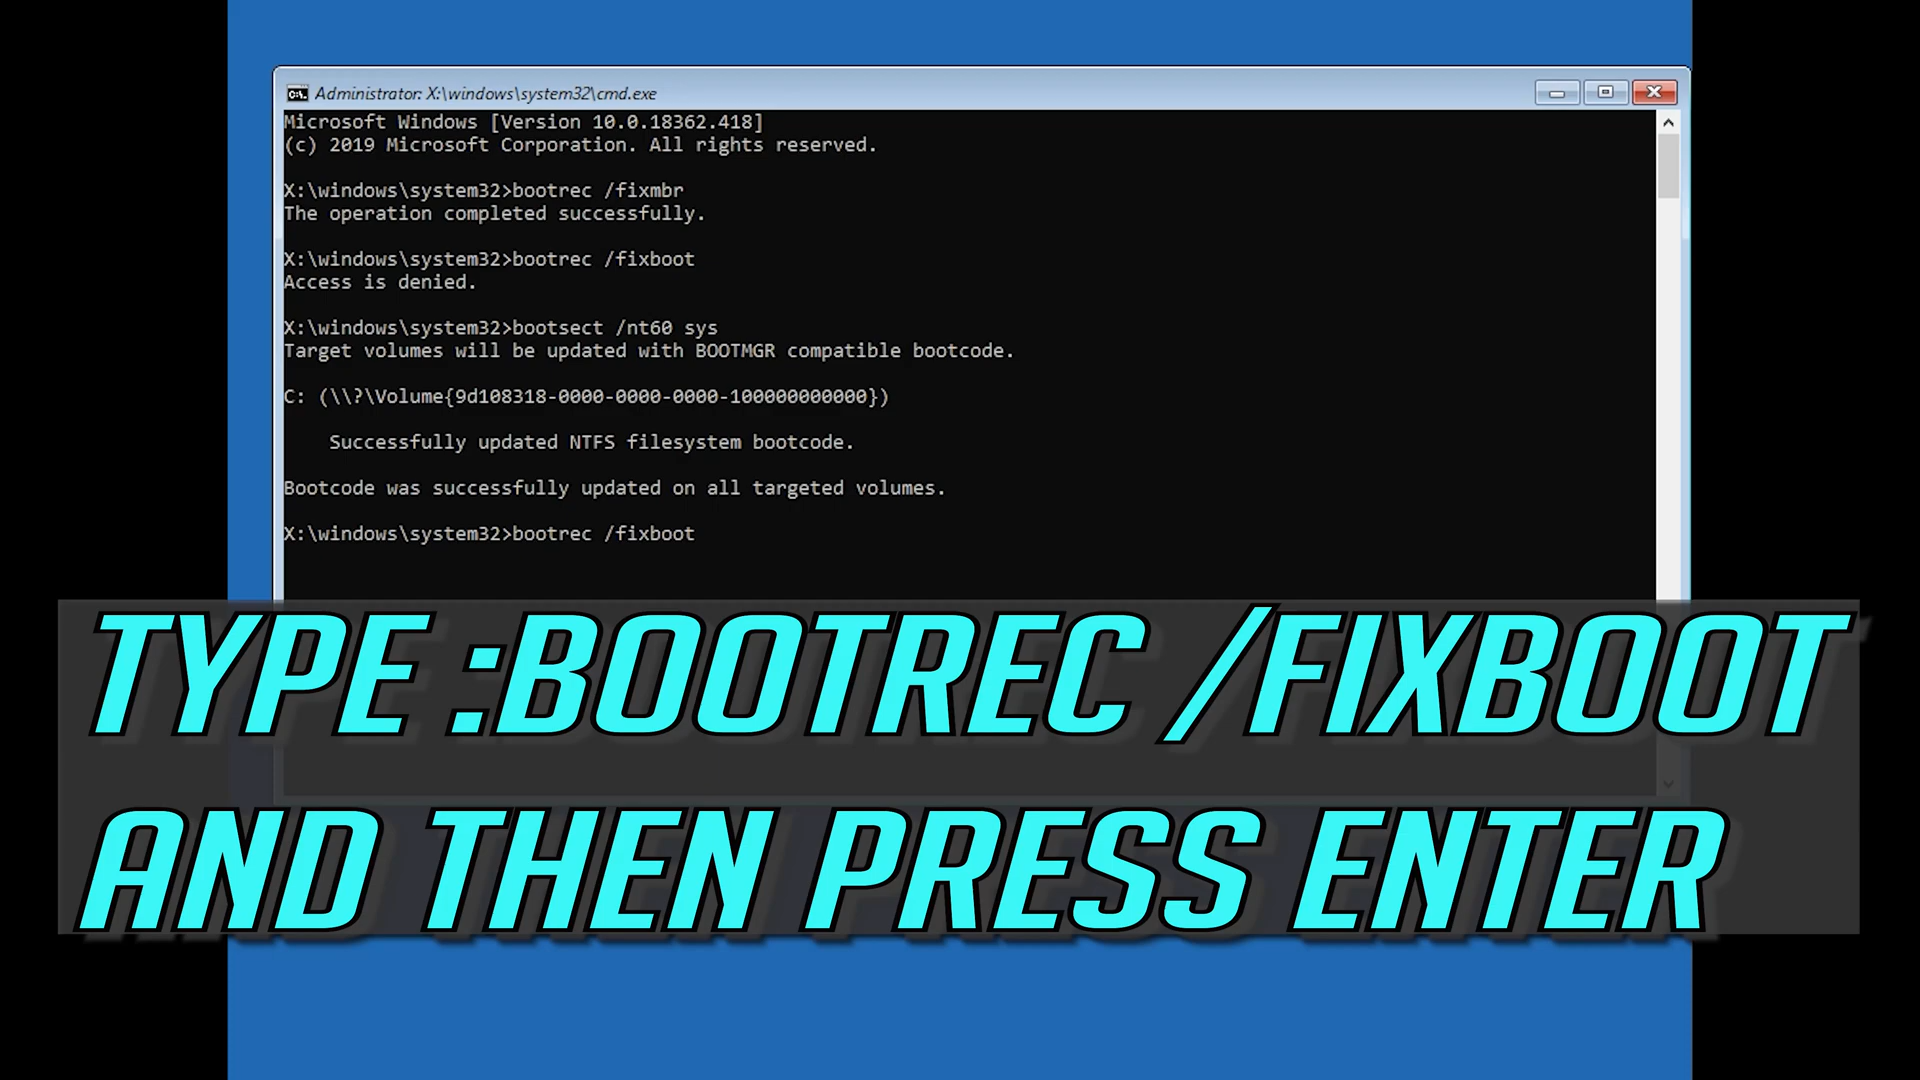 Administrator: X:\windows\system32\cmd.exe
Microsoft Windows [Version 10.0.18362.418]
(c) 2019 Microsoft Corporation. All rights reserved.
X:\windows\system32>bootrec /fixmbr
The operation completed successfully.
X:\windows\system32>bootrec /fixboot
Access is denied.
X:\windows\system32>bootsect /nt60 sys
Target volumes will be updated with BOOTMGR compatible bootcode.
C: (\\?\Volume{9d108318-0000-0000-0000-100000000000})
Successfully updated NTFS filesystem bootcode.
Bootcode was successfully updated on all targeted volumes.
X:\windows\system32>bootrec /fixboot
TYPE :BOOTREC /FIXBOOT
AND THEN PRESS ENTER